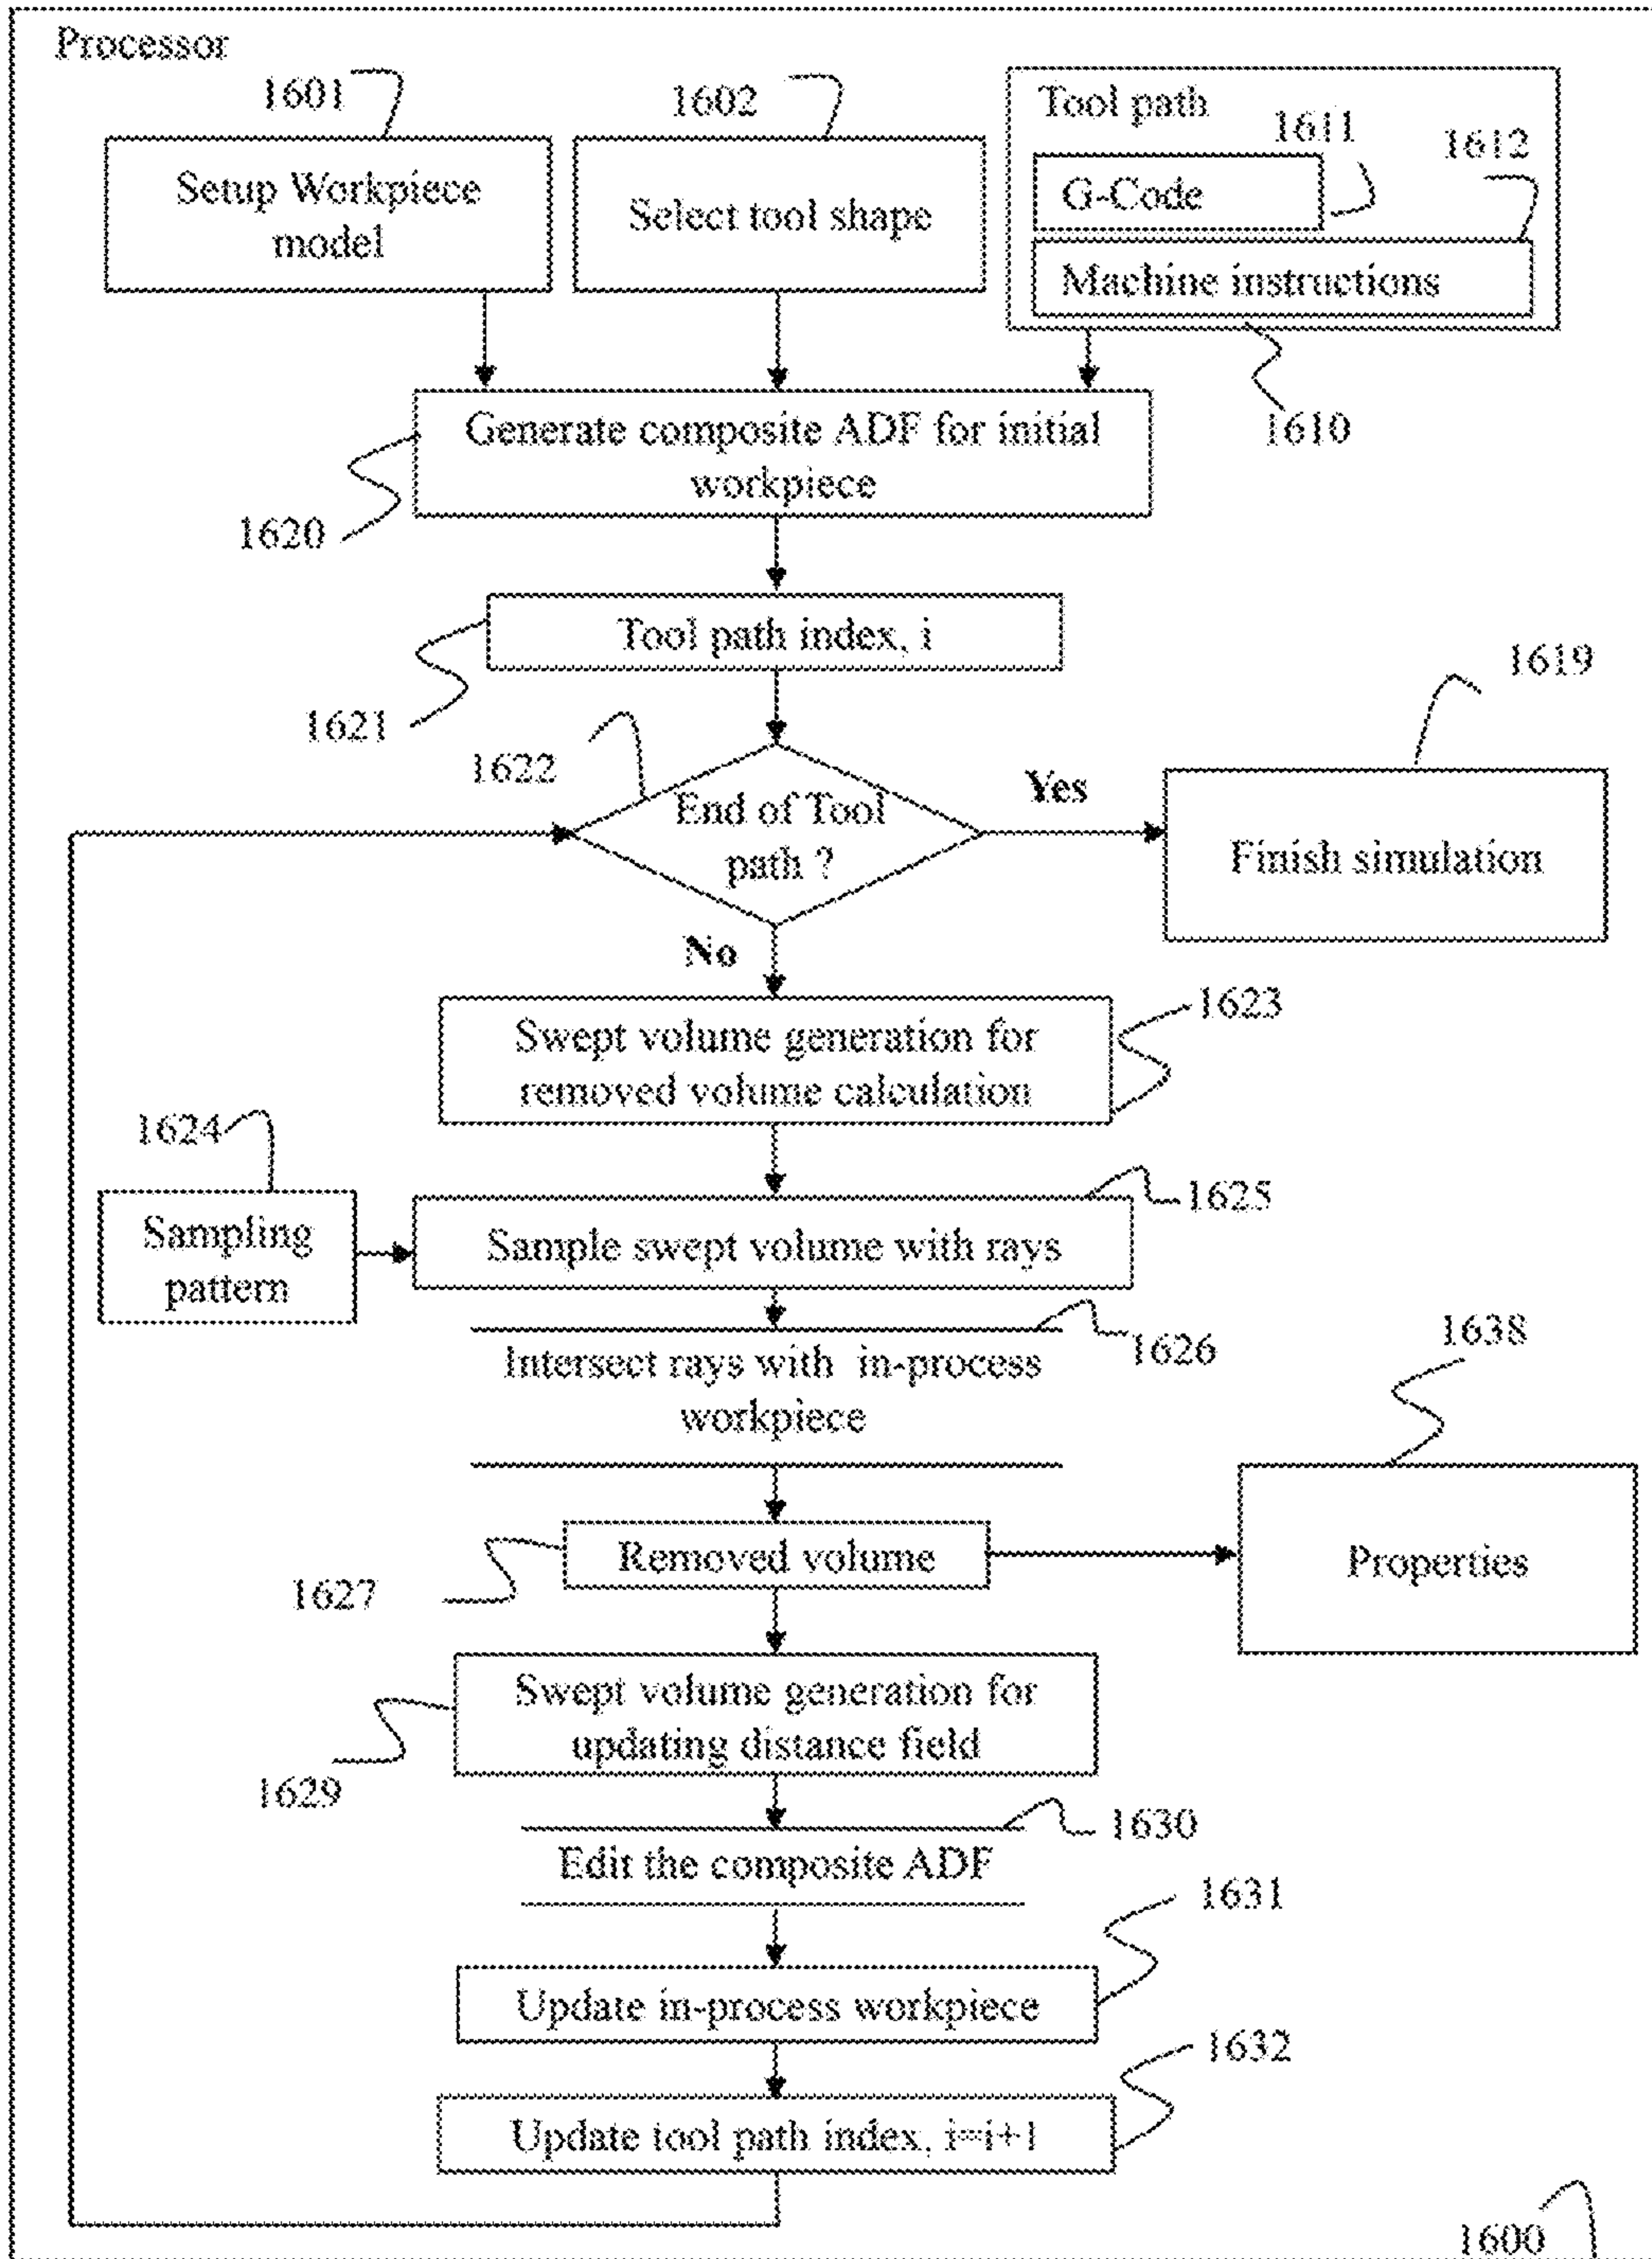 Processor
1601
1602
Tool path
1611
1612
Setup Workpiece
model
Select tool shape
G-Code
Machine instructions
1610
Generate composite ADF for initial
workpiece
1620
Tool path index, i
1621
1619
1622
End of Tool
path ?
Yes
Finish simulation
No
1623
Swept volume generation for
removed volume calculation
1624
1625
Sampling
pattern
Sample swept volume with rays
1626
1638
Intersect rays with in-process
workpiece
Removed volume
Properties
1627
Swept volume generation for
updating distance field
1629
1630
Edit the composite ADF
1631
Update in-process workpiece
1632
Update tool path index, i=i+1
1600